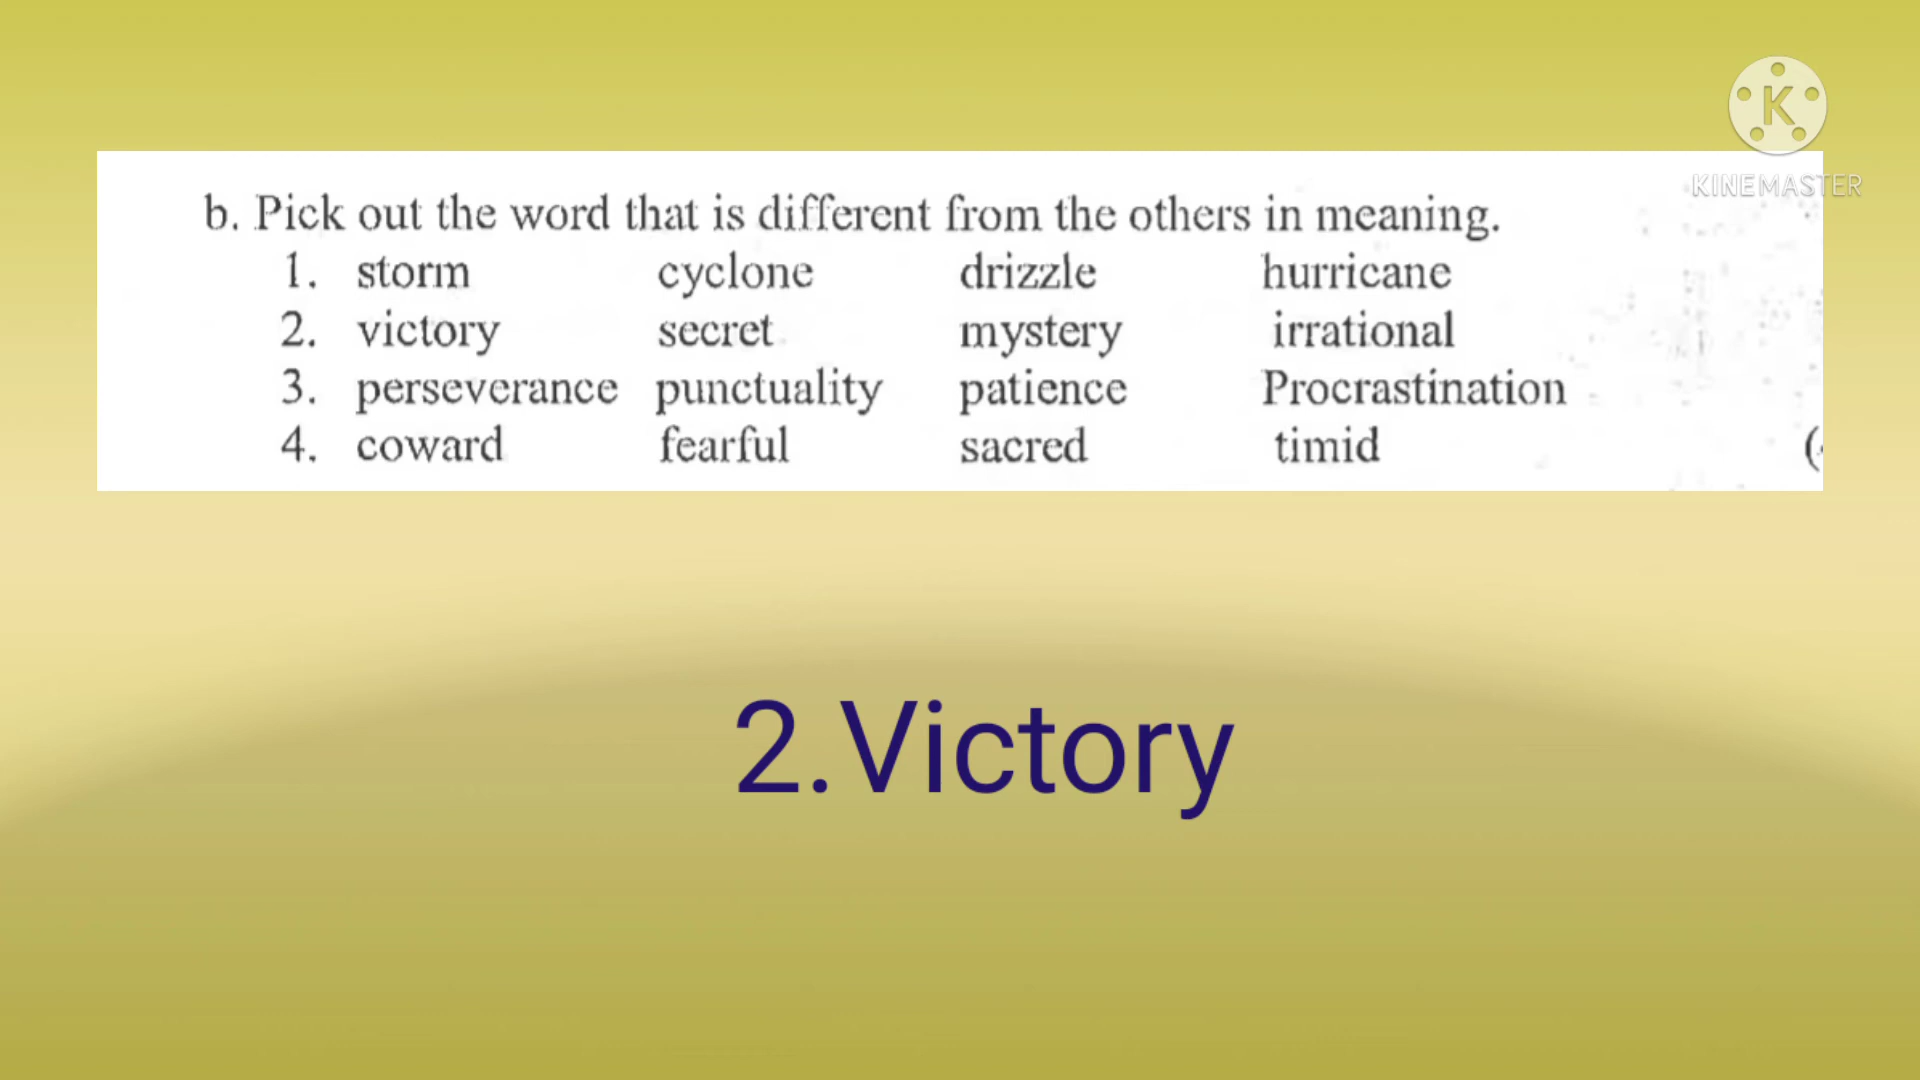 K
KINEMASTER
b. Pick out the word that is different from the others in meaning.
1. storm cyclone drizzle hurricane
2. victory secret mystery irrational
3. perseverance punctuality patience Procrastination
4. coward fearful sacred timid (
2.Victory